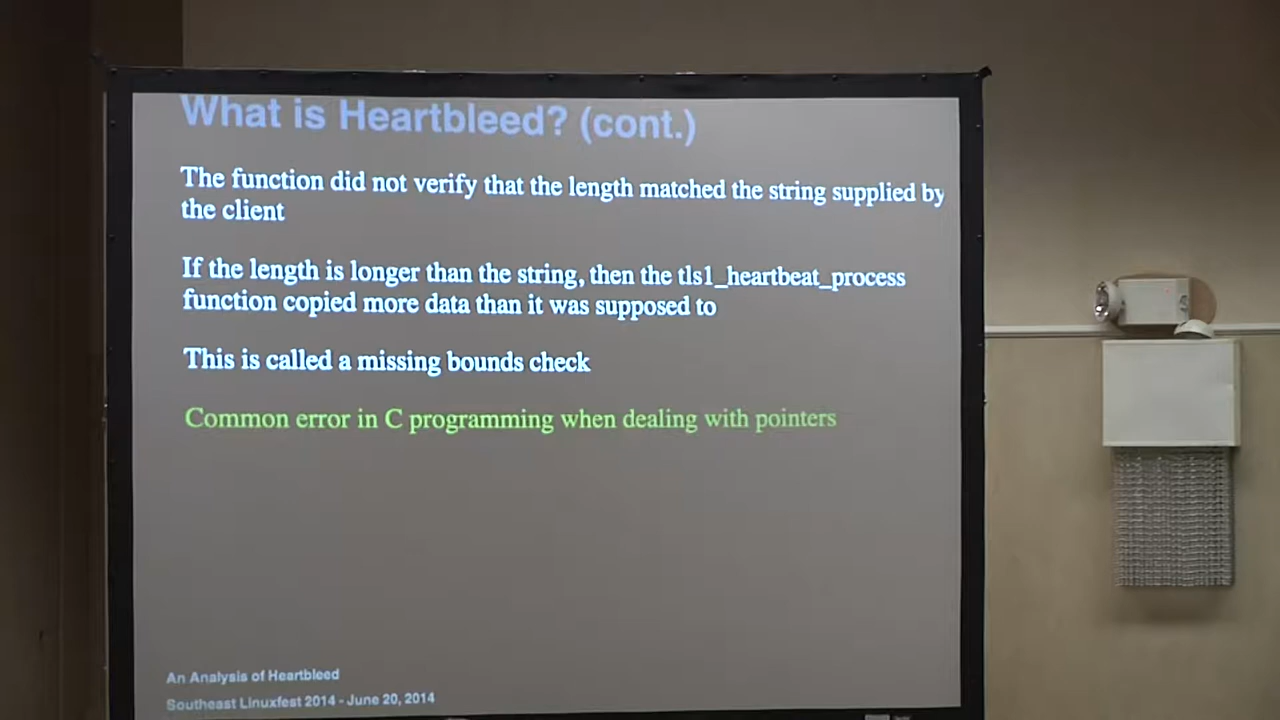 What is Heartbleed? (cont.)
The function did not verify that the length matched the string supplied by
the client
If the length is longer than the string, then the tls1_heartbeat_process
function copied more data than it was supposed to
This is called a missing bounds check
Common error in C programming when dealing with pointers
An Analysis of Heartbleed
Southeast Linuxfest 2014 - June 20, 2014